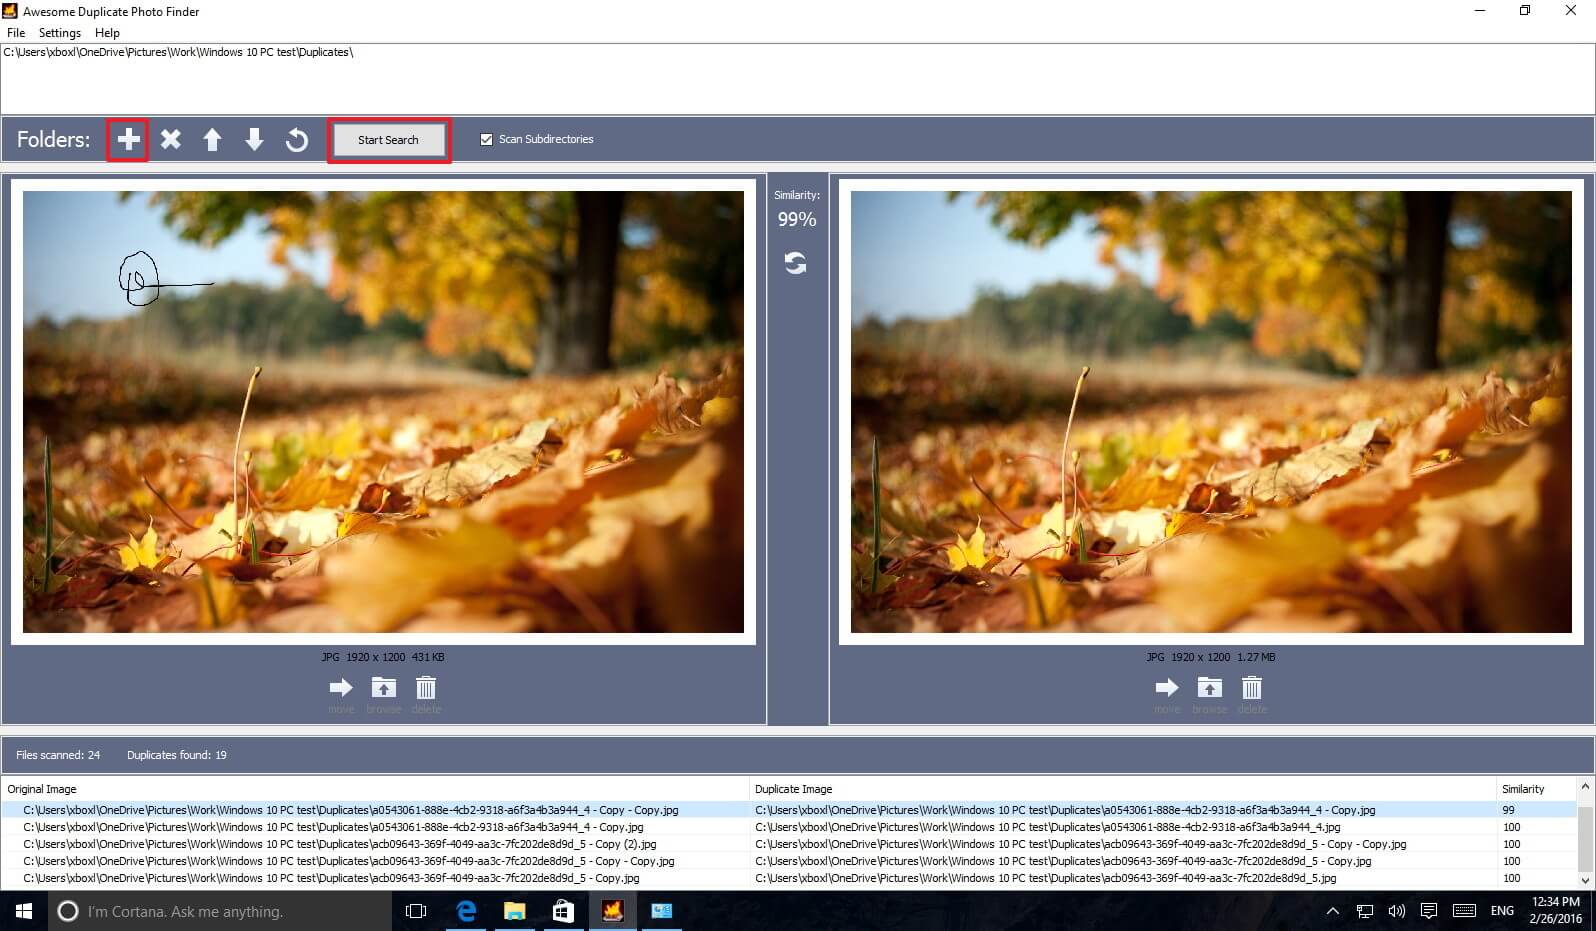 Awesome Duplicate Photo Finder
File Settings Help
C:\Users\xboxl\OneDrive\Pictures\Work\Windows 10 PC test\Duplicates\
Folders: Start Search Scan Subdirectories
Similarity:
99%
JPG 1920 x 1200 431 KB
move browse delete
JPG 1920 x 1200 1.27 MB
move browse delete
Files scanned: 24 Duplicates found: 19
Original Image Duplicate Image Similarity
C:\Users\xboxl\OneDrive\Pictures\Work\Windows 10 PC test\Duplicates\a0543061-888e-4cb2-9318-a6f3a4b3a944_4 - Copy - Copy.jpg C:\Users\xboxl\OneDrive\Pictures\Work\Windows 10 PC test\Duplicates\a0543061-888e-4cb2-9318-a6f3a4b3a944_4 - Copy.jpg 99
C:\Users\xboxl\OneDrive\Pictures\Work\Windows 10 PC test\Duplicates\a0543061-888e-4cb2-9318-a6f3a4b3a944_4 - Copy.jpg C:\Users\xboxl\OneDrive\Pictures\Work\Windows 10 PC test\Duplicates\a0543061-888e-4cb2-9318-a6f3a4b3a944_4.jpg 100
C:\Users\xboxl\OneDrive\Pictures\Work\Windows 10 PC test\Duplicates\acb09643-369f-4049-aa3c-7fc202de8d9d_5 - Copy (2).jpg C:\Users\xboxl\OneDrive\Pictures\Work\Windows 10 PC test\Duplicates\acb09643-369f-4049-aa3c-7fc202de8d9d_5 - Copy - Copy.jpg 100
C:\Users\xboxl\OneDrive\Pictures\Work\Windows 10 PC test\Duplicates\acb09643-369f-4049-aa3c-7fc202de8d9d_5 - Copy - Copy.jpg C:\Users\xboxl\OneDrive\Pictures\Work\Windows 10 PC test\Duplicates\acb09643-369f-4049-aa3c-7fc202de8d9d_5 - Copy.jpg 100
C:\Users\xboxl\OneDrive\Pictures\Work\Windows 10 PC test\Duplicates\acb09643-369f-4049-aa3c-7fc202de8d9d_5 - Copy.jpg C:\Users\xboxl\OneDrive\Pictures\Work\Windows 10 PC test\Duplicates\acb09643-369f-4049-aa3c-7fc202de8d9d_5.jpg 100
I'm Cortana. Ask me anything. ENG 12:34 PM
2/26/2016